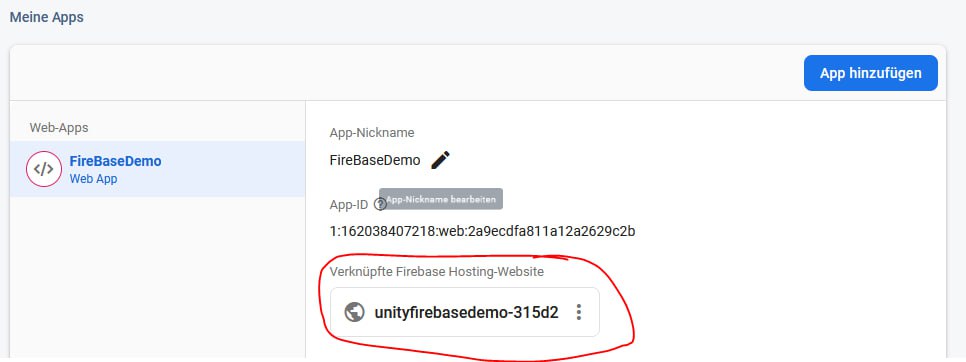 Meine Apps
App hinzufügen
Web-Apps
FireBaseDemo
Web App
App-Nickname
FireBaseDemo
App-Nickname bearbeiten
App-ID
1:162038407218:web:2a9ecdfa811a12a2629c2b
Verknüpfte Firebase Hosting-Website
unityfirebasedemo-315d2